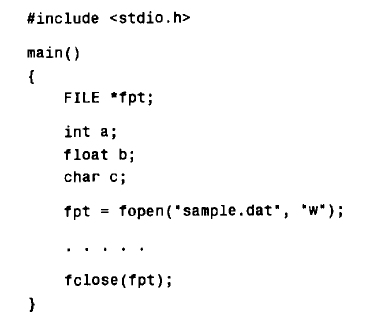 #include <stdio.h>
main()
{
FILE *fpt;
int a;
float b;
char c;
fpt = fopen("sample.dat", "w");
. . . . .
fclose(fpt);
}